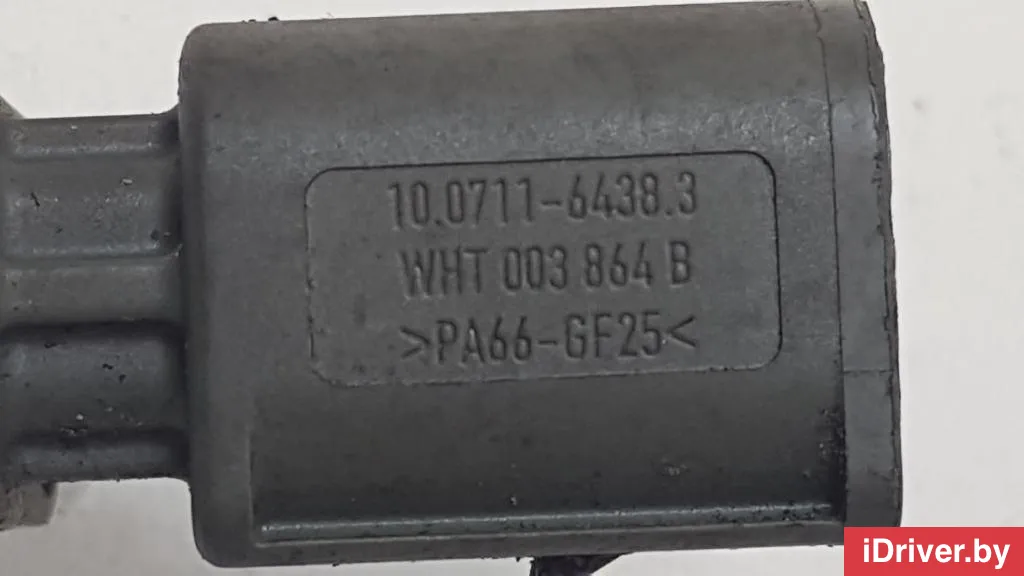 10.0711-6438.3
WHT 003 864 B
>PA66-GF25<
iDriver.by